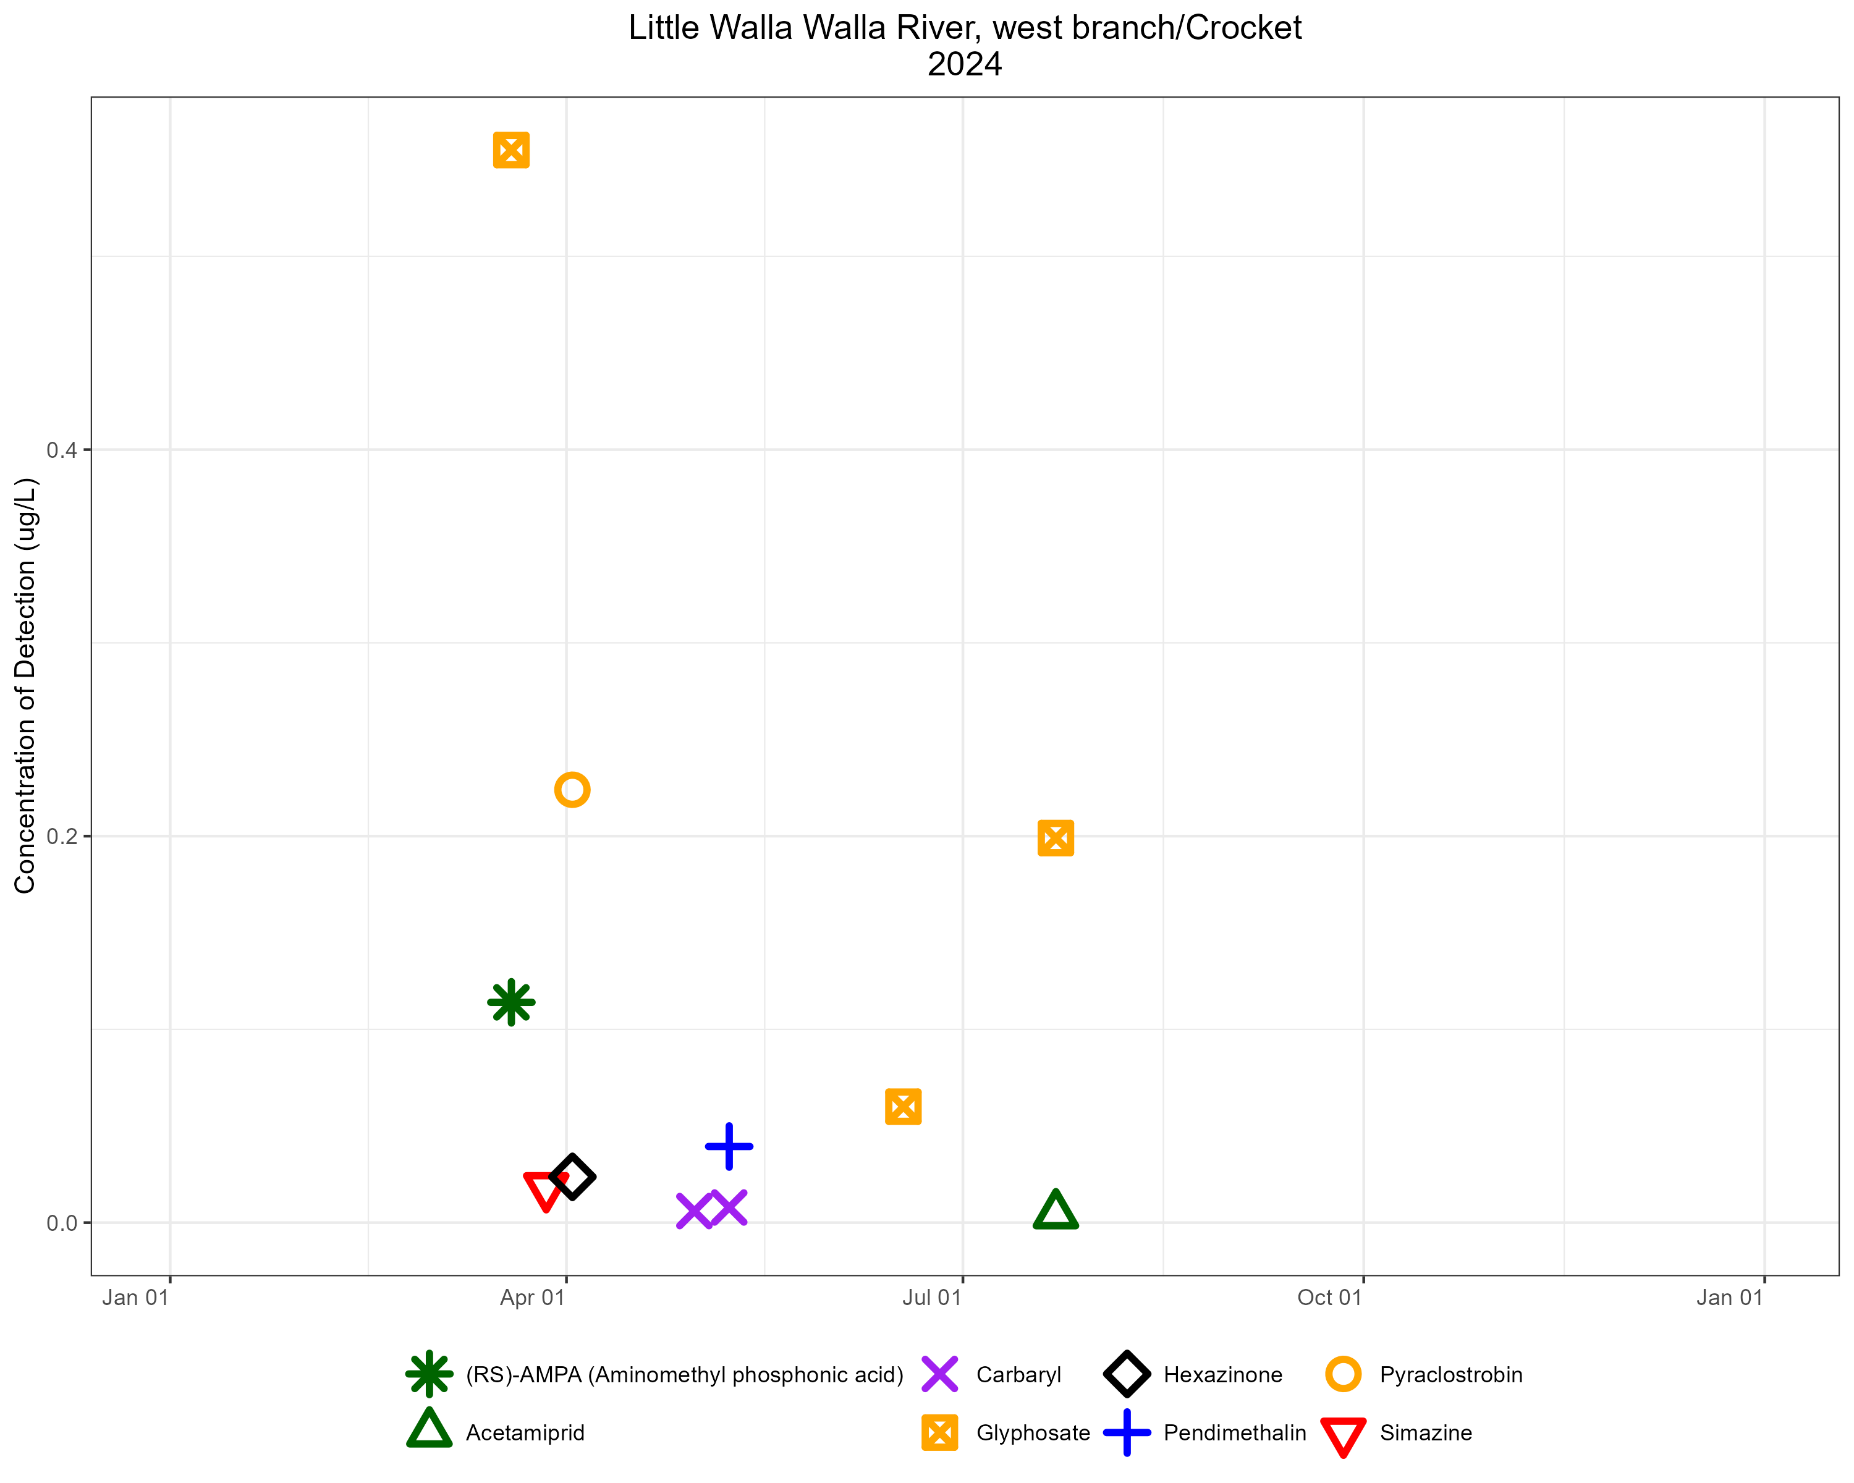 Little Walla Walla River, west branch/Crocket
2024
Concentration of Detection (ug/L)
0.4
0.2
0.0
Jan 01
Apr 01
Jul 01
Oct 01
Jan 01
(RS)-AMPA (Aminomethyl phosphonic acid)
Carbaryl
Hexazinone
Pyraclostrobin
Acetamiprid
Glyphosate
Pendimethalin
Simazine